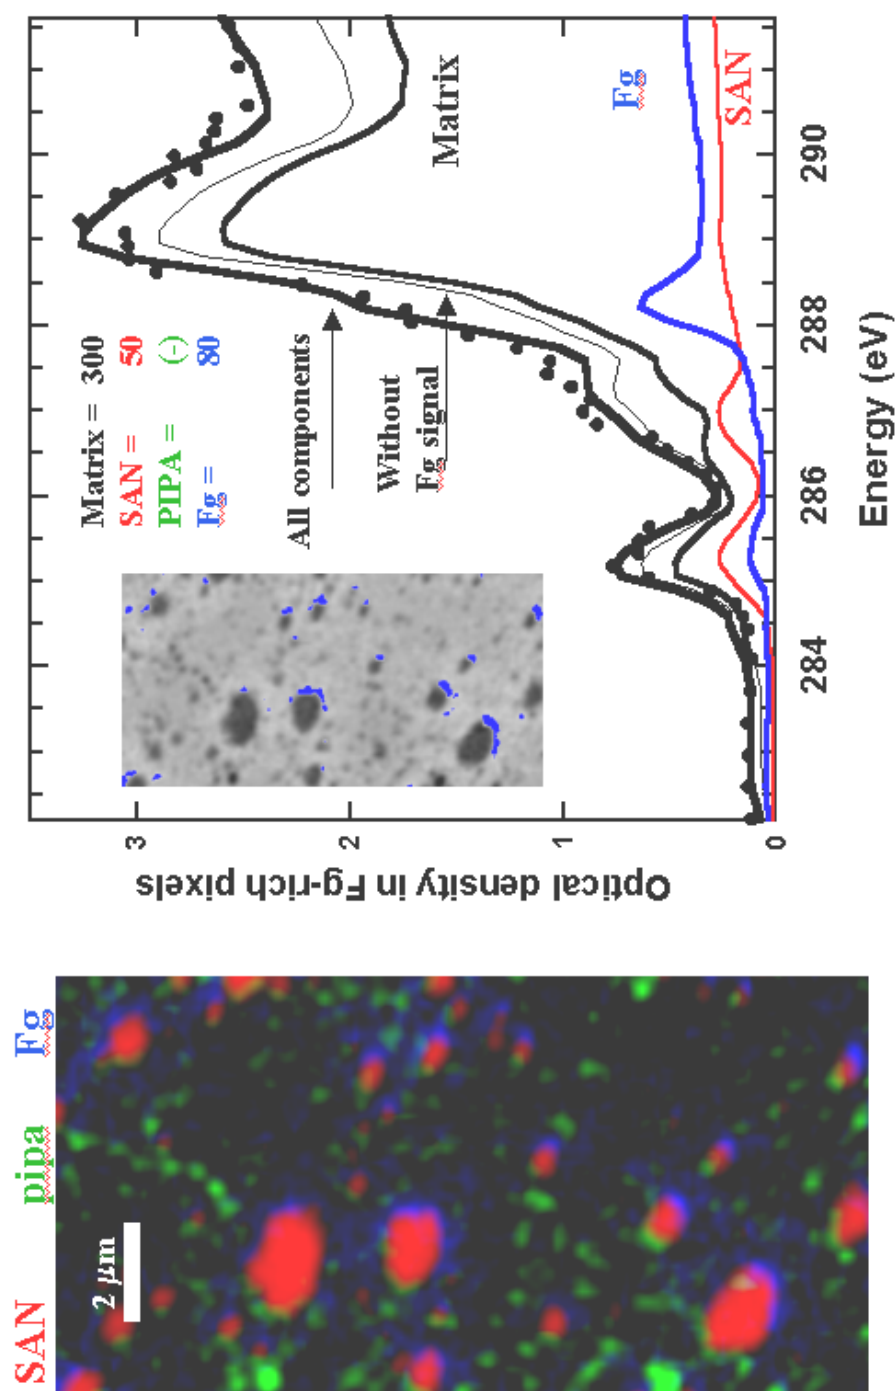 SAN pipa Fg
2 μm
Optical density in Fg-rich pixels
3
2
1
0
Matrix = 300
SAN = 50
PIPA = (-)
Fg = 80
All components
Without
Fg signal
Matrix
Fg
SAN
284 286 288 290
Energy (eV)